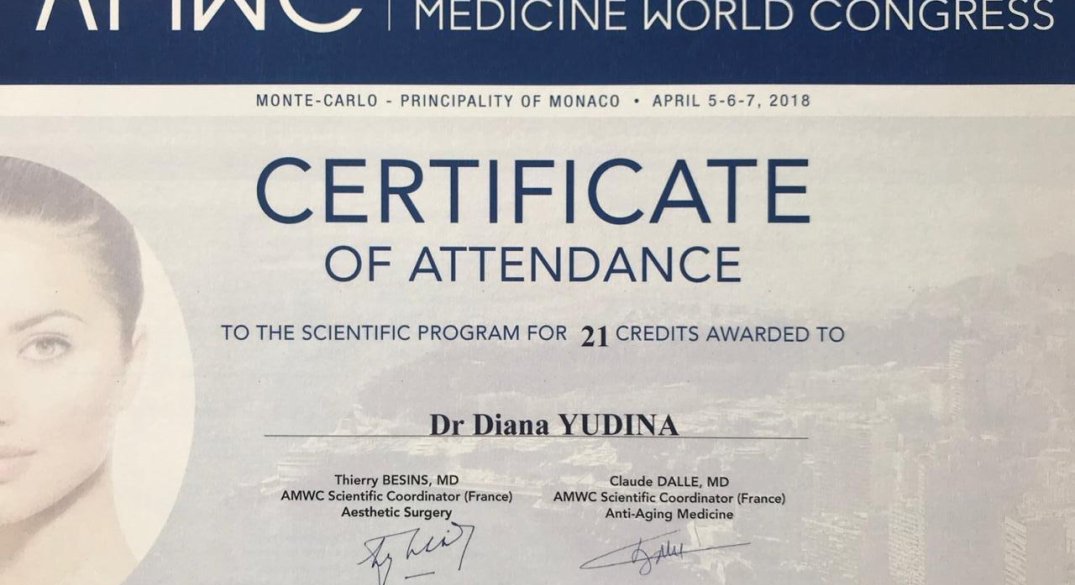 AMWC | MEDICINE WORLD CONGRESS
MONTE-CARLO - PRINCIPALITY OF MONACO • APRIL 5-6-7, 2018
CERTIFICATE
OF ATTENDANCE
TO THE SCIENTIFIC PROGRAM FOR 21 CREDITS AWARDED TO
Dr Diana YUDINA
Thierry BESINS, MD
AMWC Scientific Coordinator (France)
Aesthetic Surgery
Claude DALLE, MD
AMWC Scientific Coordinator (France)
Anti-Aging Medicine